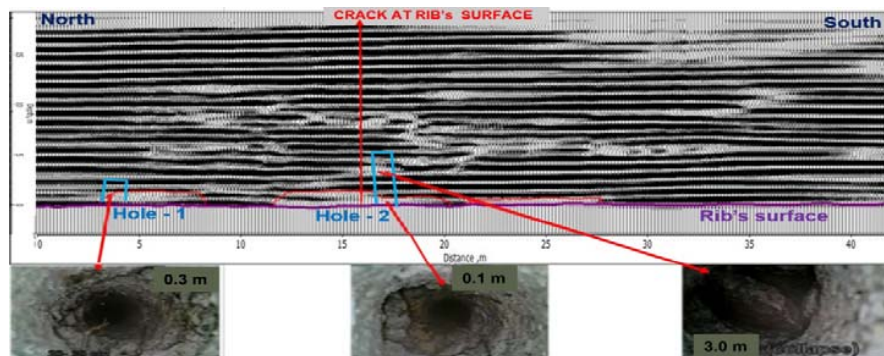 CRACK AT RIB's SURFACE
North
South
Hole - 1
Hole - 2
Rib's surface
0
5
10
15
20
25
30
35
40
Distance ,m
0.3 m
0.1 m
3.0 m